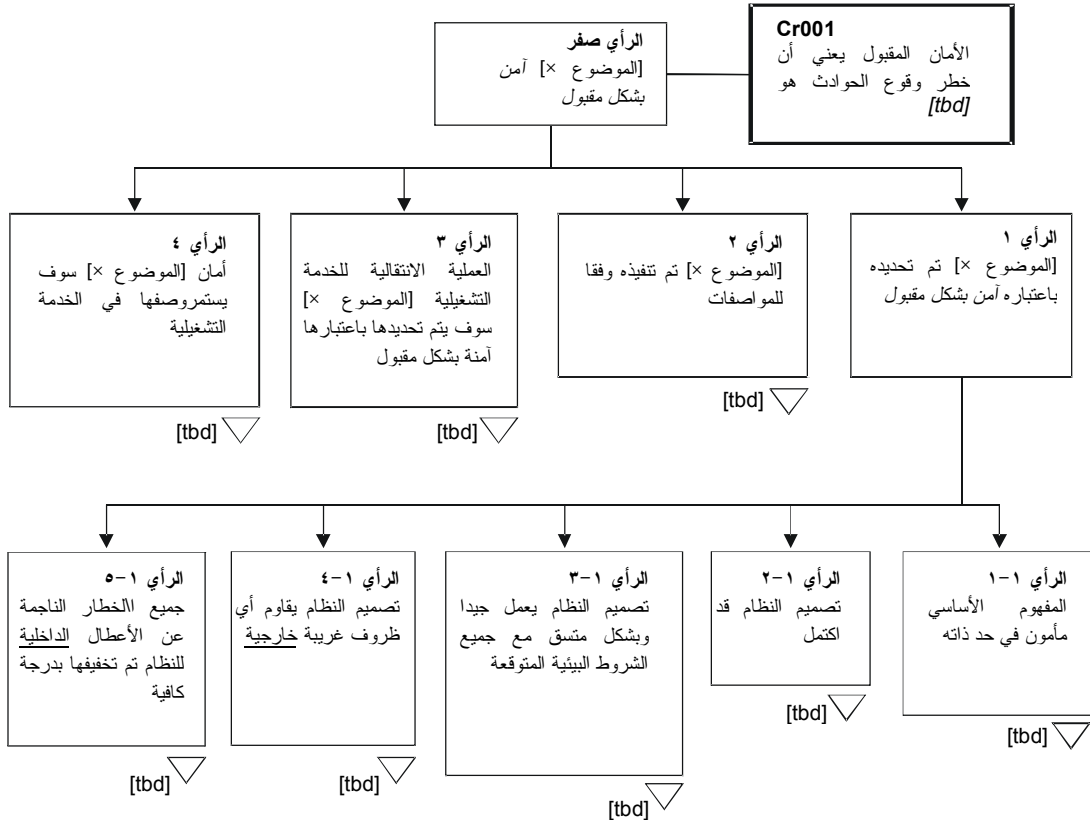 الرأي صفر
[الموضوع ×] آمن
بشكل مقبول
Cr001
الأمان المقبول يعني أن
خطر وقوع الحوادث هو
[tbd]
الرأي ١
[الموضوع ×] تم تحديده
باعتباره آمن بشكل مقبول
الرأي ٢
[الموضوع ×] تم تنفيذه وفقا
للمواصفات
[tbd]
الرأي ٣
العملية الانتقالية للخدمة
التشغيلية [الموضوع ×]
سوف يتم تحديدها باعتبارها
آمنة بشكل مقبول
[tbd]
الرأي ٤
أمان [الموضوع ×] سوف
يستمروصفها في الخدمة
التشغيلية
[tbd]
الرأي ١-١
المفهوم الأساسي
مأمون في حد ذاته
[tbd]
الرأي ١-٢
تصميم النظام قد
اكتمل
[tbd]
الرأي ١-٣
تصميم النظام يعمل جيدا
وبشكل متسق مع جميع
الشروط البيئية المتوقعة
[tbd]
الرأي ١-٤
تصميم النظام يقاوم أي
ظروف غريبة خارجية
[tbd]
الرأي ١-٥
جميع االخطار الناجمة
عن الأعطال الداخلية
للنظام تم تخفيفها بدرجة
كافية
[tbd]